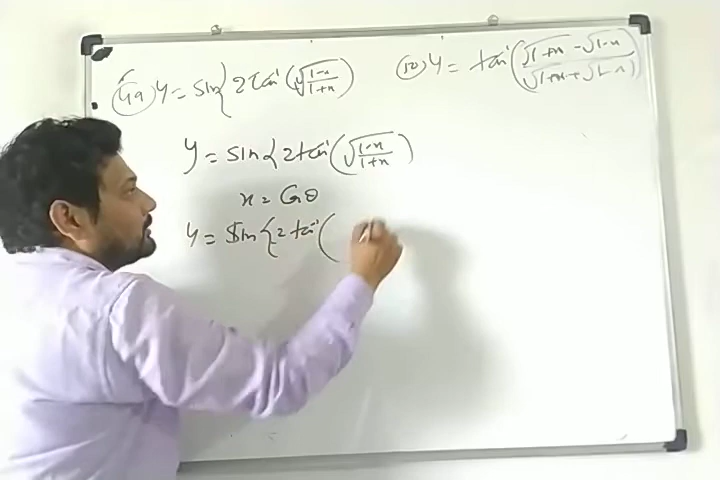 49) y = sin{2tan⁻¹(√(1-x)/(1+x))
50) y = tan⁻¹((√1+x - √1-x)/(√1+x + √1-x))
y = sin{2tan⁻¹(√(1-x)/(1+x))
x = Cosθ
y = sin{2tan⁻¹(